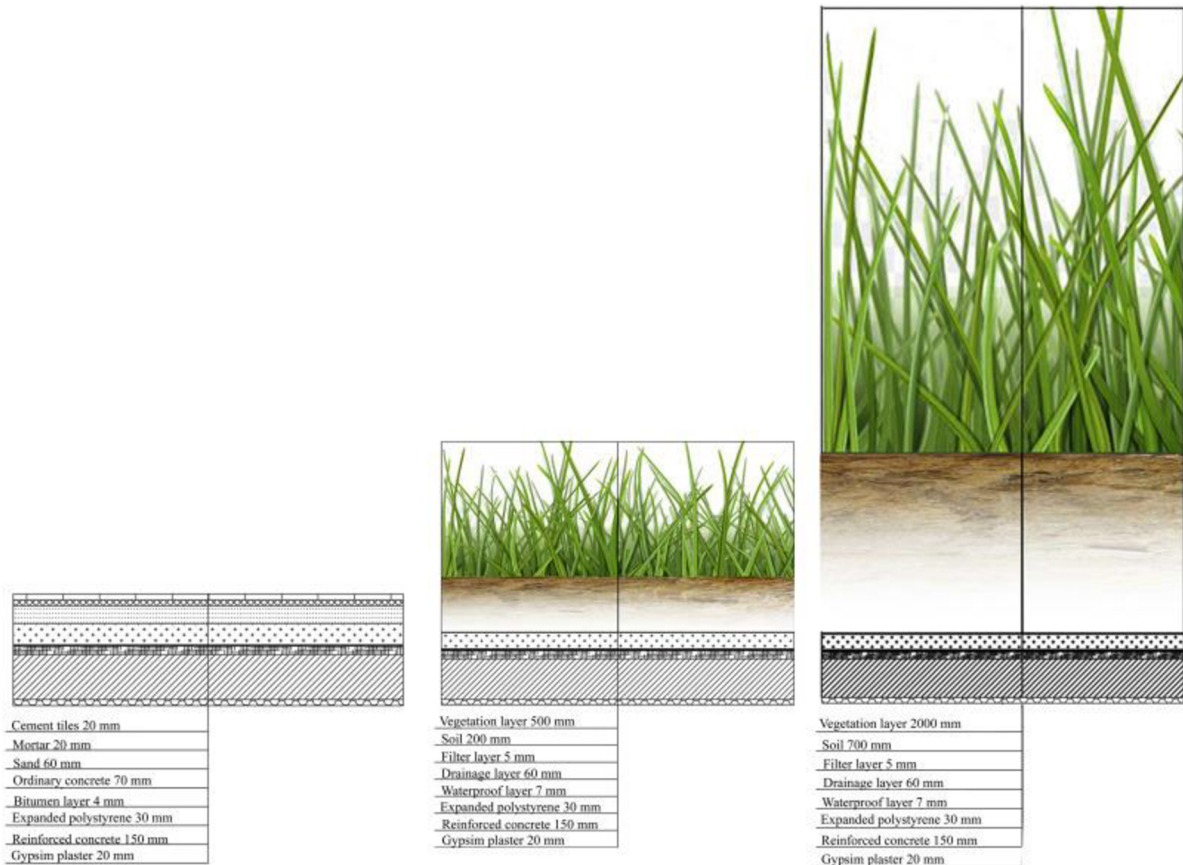 Cement tiles 20 mm
Mortar 20 mm
Sand 60 mm
Ordinary concrete 70 mm
Bitumen layer 4 mm
Expanded polystyrene 30 mm
Reinforced concrete 150 mm
Gypsim plaster 20 mm
Vegetation layer 500 mm
Soil 200 mm
Filter layer 5 mm
Drainage layer 60 mm
Waterproof layer 7 mm
Expanded polystyrene 30 mm
Reinforced concrete 150 mm
Gypsim plaster 20 mm
Vegetation layer 2000 mm
Soil 700 mm
Filter layer 5 mm
Drainage layer 60 mm
Waterproof layer 7 mm
Expanded polystyrene 30 mm
Reinforced concrete 150 mm
Gypsim plaster 20 mm